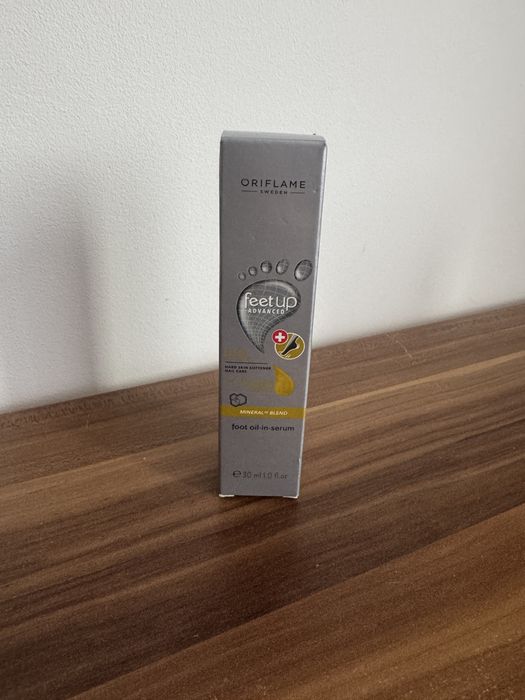 ORIFLAME
SWEDEN
feet up
ADVANCED
HARD SKIN SOFTENER
NAIL CARE
MINERAL BLEND
foot oil-in-serum
℮ 30 ml 1.0 fl.oz